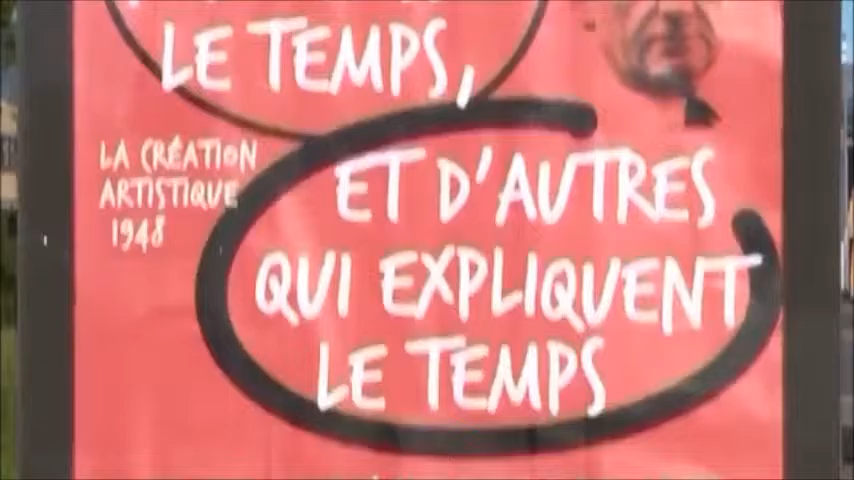 LE TEMPS,
LA CRÉATION
ARTISTIQUE
1948
ET D'AUTRES
QUI EXPLIQUENT
LE TEMPS